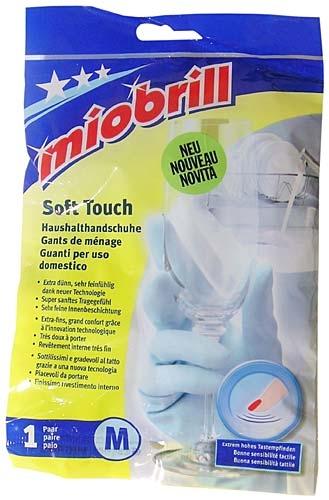 miobrill
NEU
NOUVEAU
NOVITÀ
Soft Touch
Haushalthandschuhe
Gants de ménage
Guanti per uso
domestico
• Extra dünn, sehr feinfühlig
dank neuer Technologie
• Super sanftes Tragegefühl
• Sehr feine Innenbeschichtung
• Extra-fins, grand confort grâce
à l'innovation technologique
• Très doux à porter
• Revêtement interne très fin
• Sottilissimi e gradevoli al tatto
grazie a una nuova tecnologia
• Piacevoli da portare
• Finissimo rivestimento interno
1 Paar
paire
paio
M
Extrem hohes Tastempfinden
Bonne sensibilité tactile
Buona sensibilità tattile